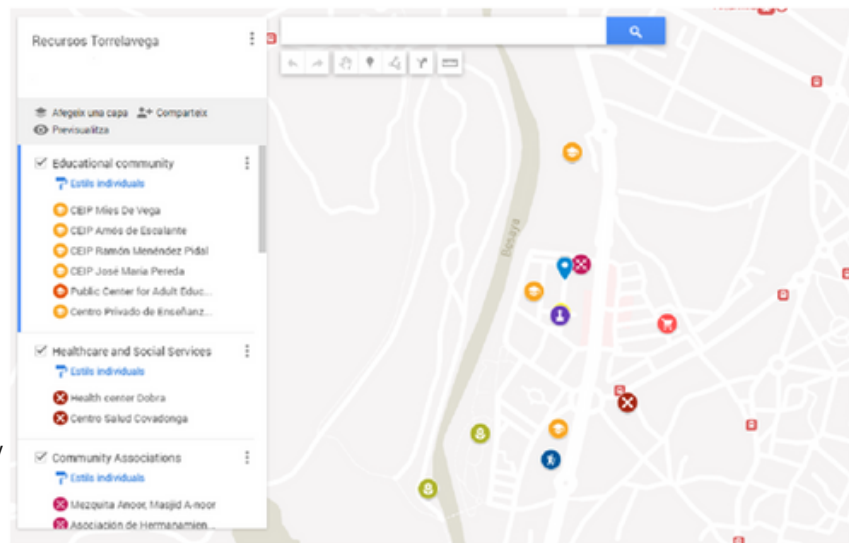 Recursos Torrelavega
Afegeix una capa Comparteix
Previsualitza
Educational community
Estils individuals
CEIP Mies De Vega
CEIP Amós de Escalante
CEIP Ramón Menéndez Pidal
CEIP José Maria Pereda
Public Center for Adult Educ...
Centro Privado de Enseñanz...
Healthcare and Social Services
Estils individuals
Health center Dobra
Centro Salud Covadonga
Community Associations
Estils individuals
Mezquita Anoor, Masjid A-noor
Asociación de Hermanamien...
Besaya